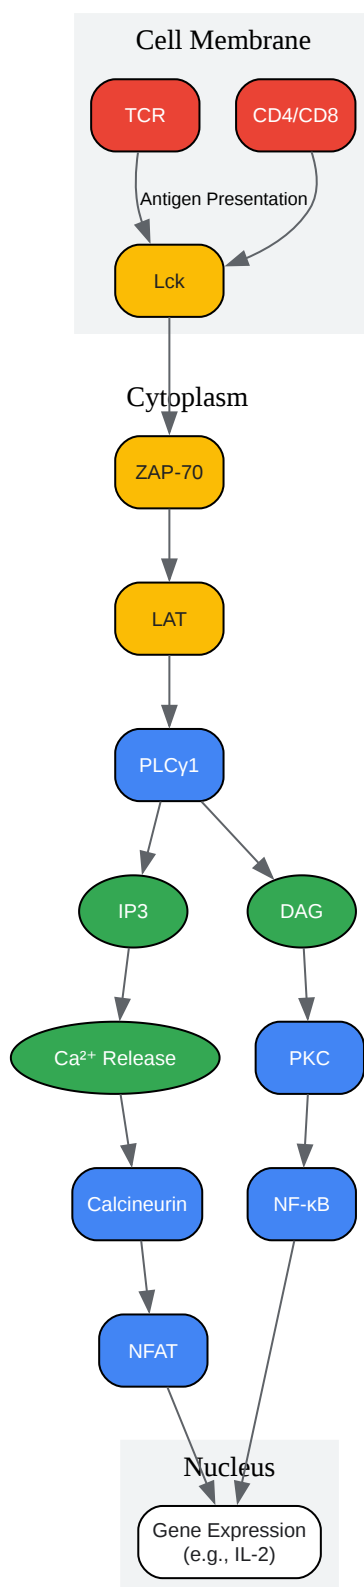 Cell Membrane
TCR
CD4/CD8
Antigen Presentation
Lck
Cytoplasm
ZAP-70
LAT
PLCγ1
IP3
DAG
Ca²⁺ Release
PKC
Calcineurin
NF-κB
NFAT
Nucleus
Gene Expression
(e.g., IL-2)